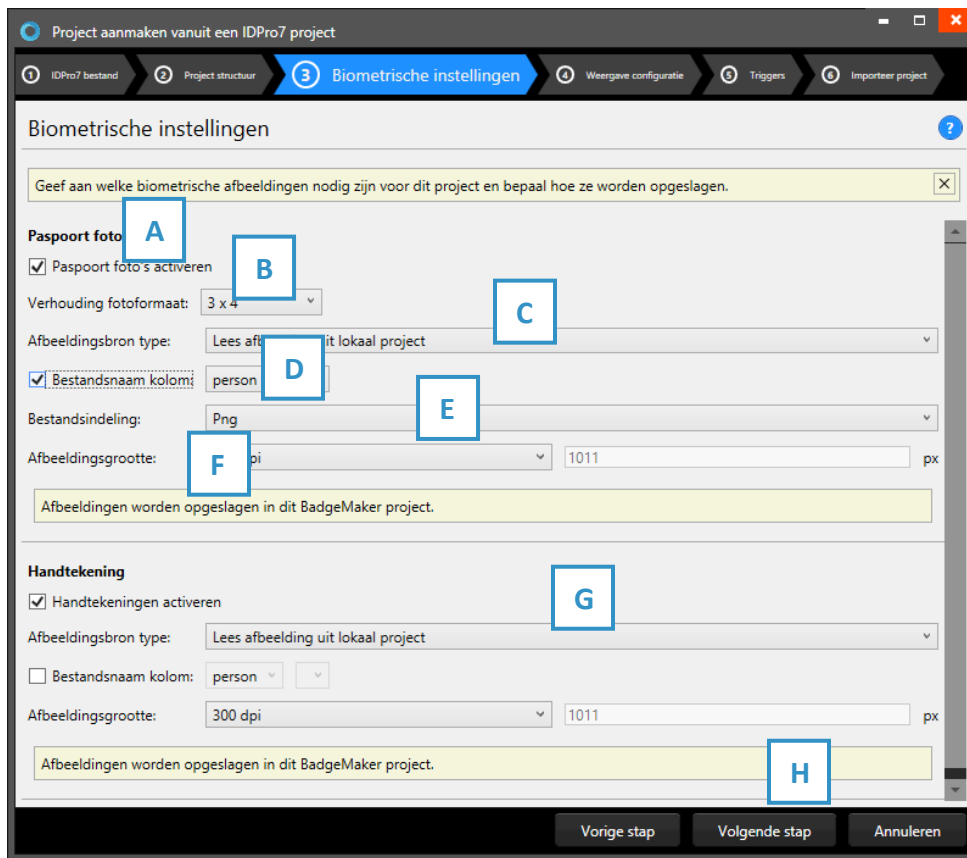 Project aanmaken vanuit een IDPro7 project
1 IDPro7 bestand 2 Project structuur 3 Biometrische instellingen 4 Weergave configuratie 5 Triggers 6 Importeer project
Biometrische instellingen ?
Geef aan welke biometrische afbeeldingen nodig zijn voor dit project en bepaal hoe ze worden opgeslagen.
A
Paspoort foto
Paspoort foto's activeren
B
Verhouding fotoformaat: 3 x 4
C
Afbeeldingsbron type: Lees afb it lokaal project
D
Bestandsnaam kolom: person
E
Bestandsindeling: Png
F
Afbeeldingsgrootte: pi 1011 px
Afbeeldingen worden opgeslagen in dit BadgeMaker project.
Handtekening
G
Handtekeningen activeren
Afbeeldingsbron type: Lees afbeelding uit lokaal project
Bestandsnaam kolom: person
Afbeeldingsgrootte: 300 dpi 1011 px
Afbeeldingen worden opgeslagen in dit BadgeMaker project.
H
Vorige stap Volgende stap Annuleren